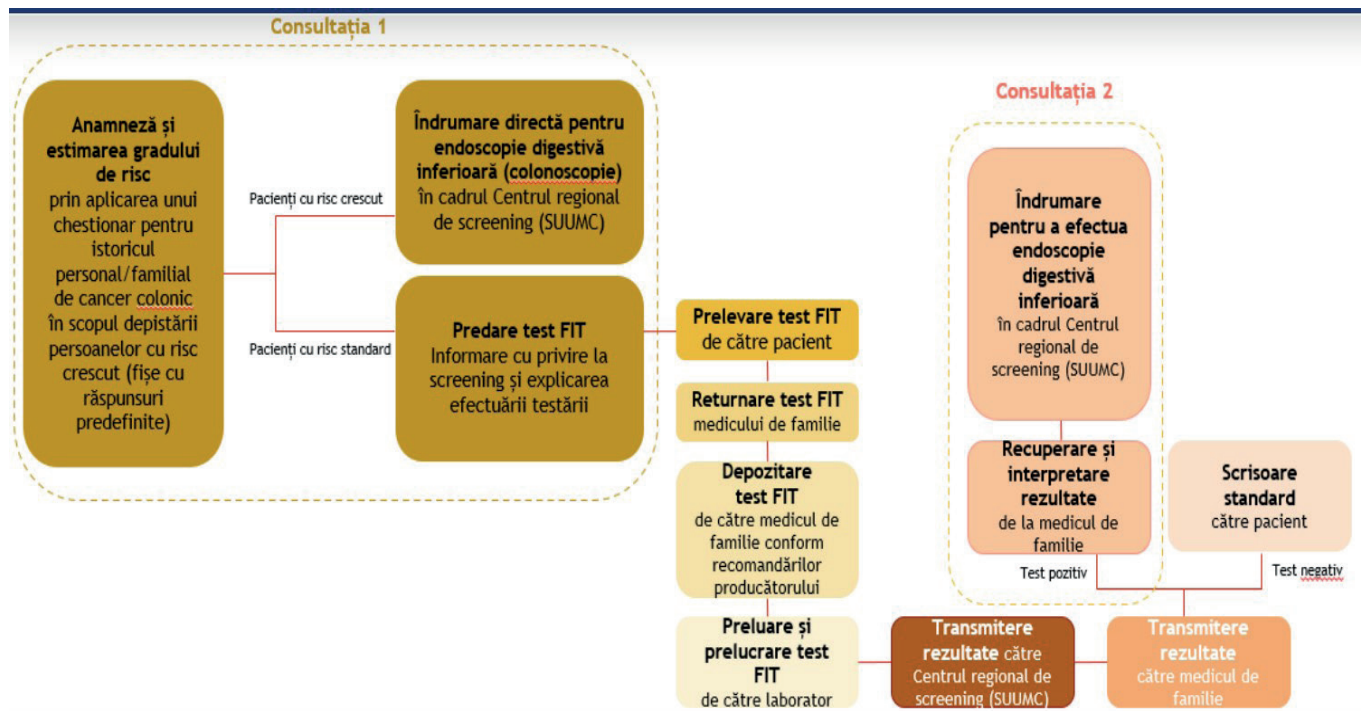 Consultația 1
Anamneză și
estimarea gradului
de risc
prin aplicarea unui
chestionar pentru
istoricul
personal/familial
de cancer colonic
în scopul depistării
persoanelor cu risc
crescut (fișe cu
răspunsuri
predefinite)
Pacienți cu risc crescut
Pacienți cu risc standard
Îndrumare directă pentru
endoscopie digestivă
inferioară (colonoscopie)
în cadrul Centrul regional
de screening (SUUMC)
Predare test FIT
Informare cu privire la
screening și explicarea
efectuării testării
Prelevare test FIT
de către pacient
Returnare test FIT
medicului de familie
Depozitare
test FIT
de către medicul de
familie conform
recomandărilor
producătorului
Preluare și
prelucrare test
FIT
de către laborator
Transmitere
rezultate către
Centrul regional de
screening (SUUMC)
Transmitere
rezultate
către medicul de
familie
Consultația 2
Îndrumare
pentru a efectua
endoscopie
digestivă
inferioară
în cadrul Centrul
regional de
screening (SUUMC)
Recuperare și
interpretare
rezultate
de la medicul de
familie
Test pozitiv
Scrisoare
standard
către pacient
Test negativ